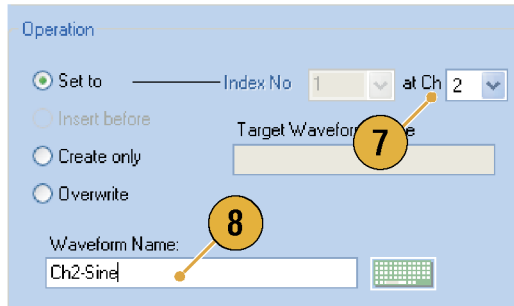 Operation
Set to Index No 1 at Ch 2
Insert before
Target Waveform
7
Create only
Overwrite
8
Waveform Name:
Ch2-Sine